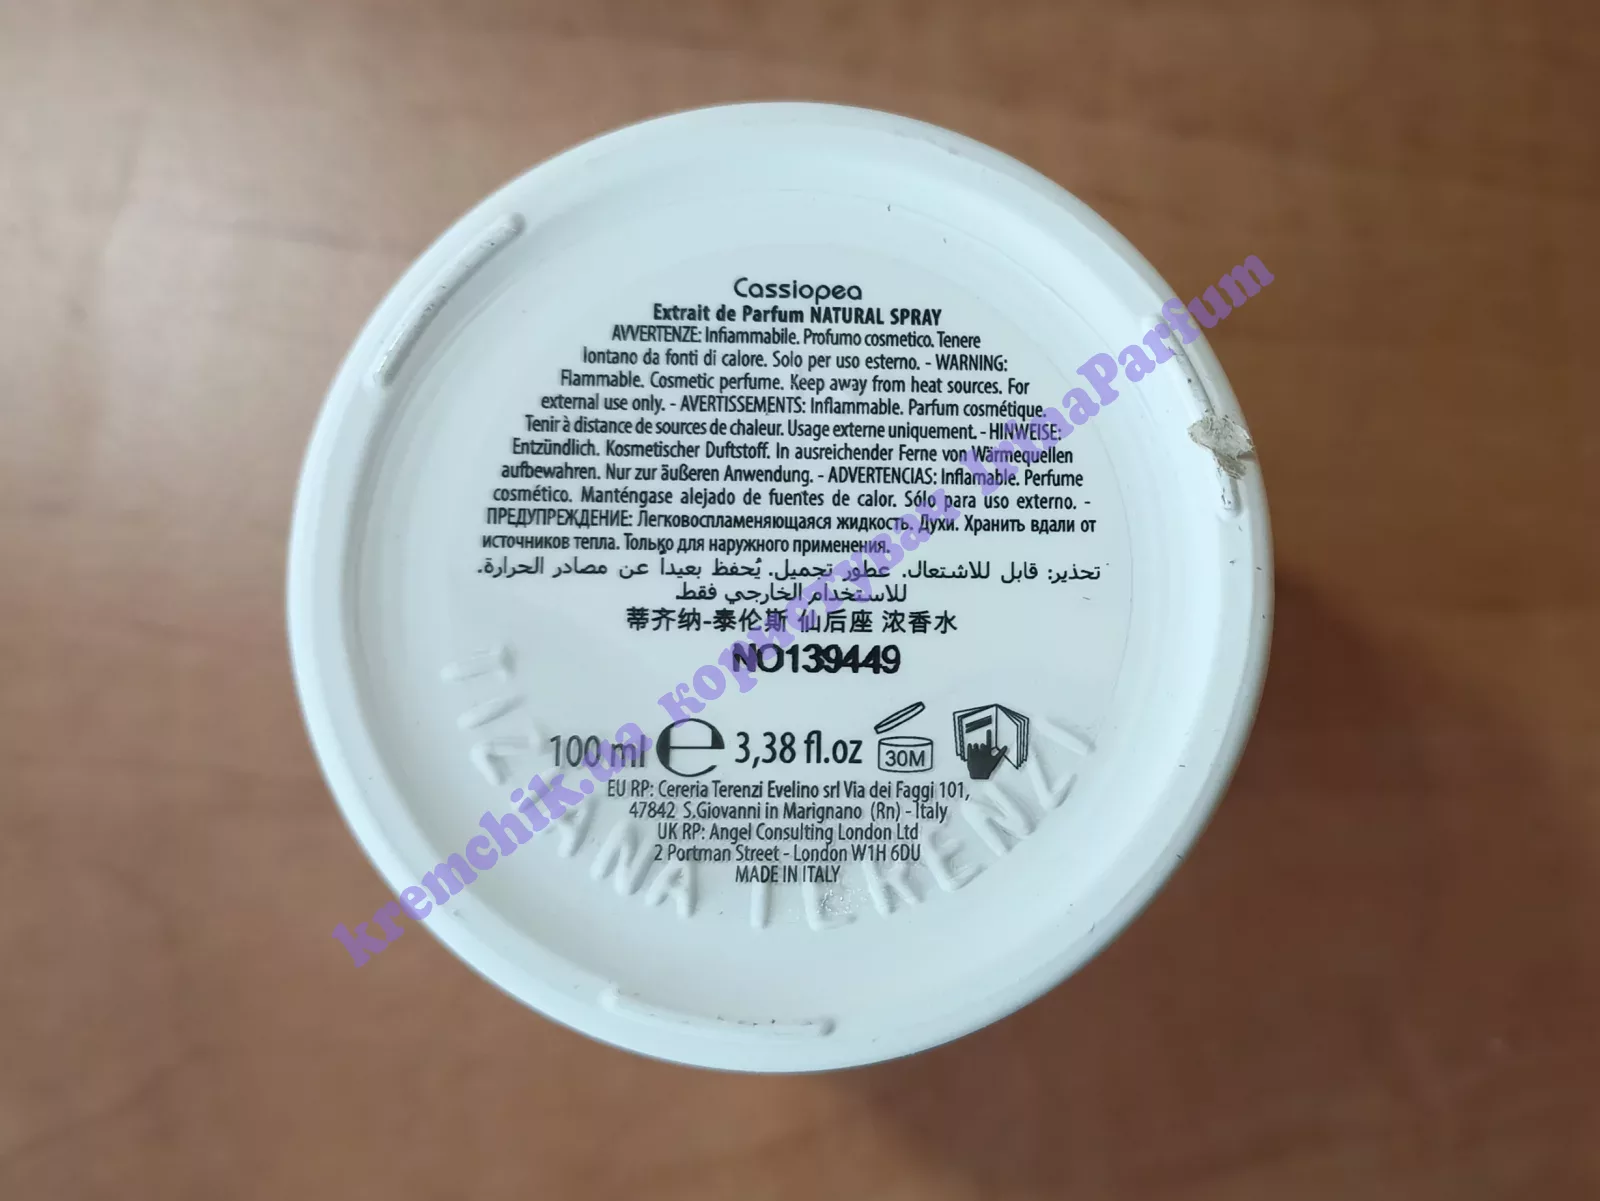 Cassiopea
Extrait de Parfum NATURAL SPRAY
AVVERTENZE: Infiammabile. Profumo cosmetico. Tenere
lontano da fonti di calore. Solo per uso esterno. - WARNING:
Flammable. Cosmetic perfume. Keep away from heat sources. For
external use only. - AVERTISSEMENTS: Inflammable. Parfum cosmétique.
Tenir à distance de sources de chaleur. Usage externe uniquement. - HINWEISE:
Entzündlich. Kosmetischer Duftstoff. In ausreichender Ferne von Wärmequellen
aufbewahren. Nur zur äußeren Anwendung. - ADVERTENCIAS: Inflamable. Perfume
cosmético. Manténgase alejado de fuentes de calor. Sólo para uso externo. -
ПРЕДУПРЕЖДЕНИЕ: Легковоспламеняющаяся жидкость. Духи. Хранить вдали от
источников тепла. Только для наружного применения.
تحذير: قابل للاشتعال. عطور تجميل. يُحفظ بعيداً عن مصادر الحرارة.
للاستخدام الخارجي فقط.
蒂齐纳-泰伦斯 仙后座 浓香水
NO139449
100 ml e 3,38 fl.oz 30M
EU RP: Cereria Terenzi Evelino srl Via dei Faggi 101,
47842 S.Giovanni in Marignano (Rn) - Italy
UK RP: Angel Consulting London Ltd
2 Portman Street - London W1H 6DU
MADE IN ITALY
TIZIANA TERENZI
kremchik.ua користувач IrinaParfum